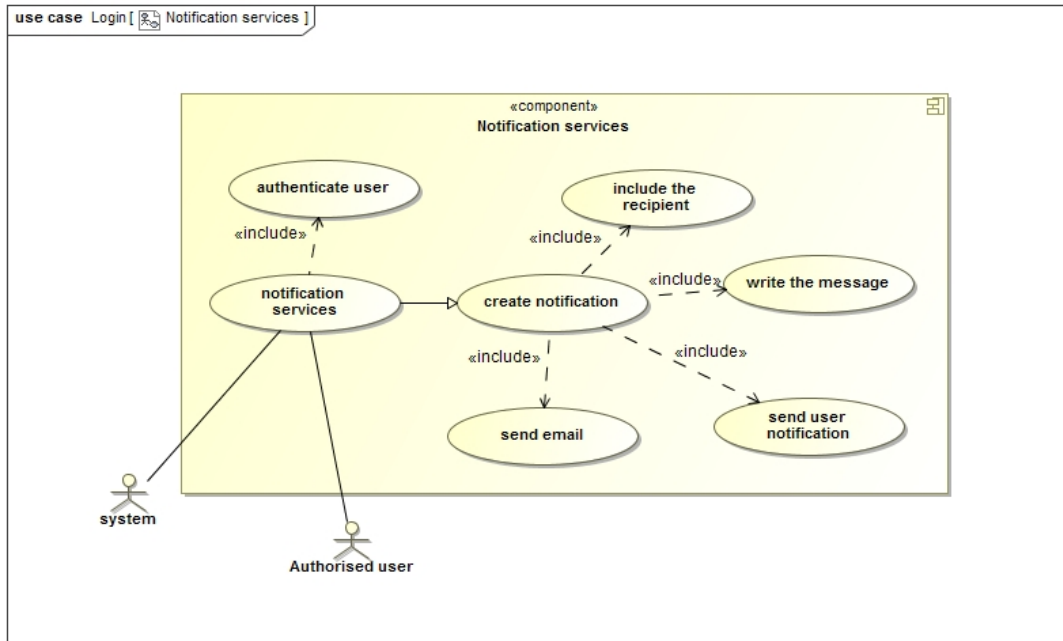 use case Login [ Notification services ]
«component»
Notification services
authenticate user
include the
recipient
«include»
«include»
notification
services
create notification
«include»
write the message
«include»
«include»
send email
send user
notification
system
Authorised user